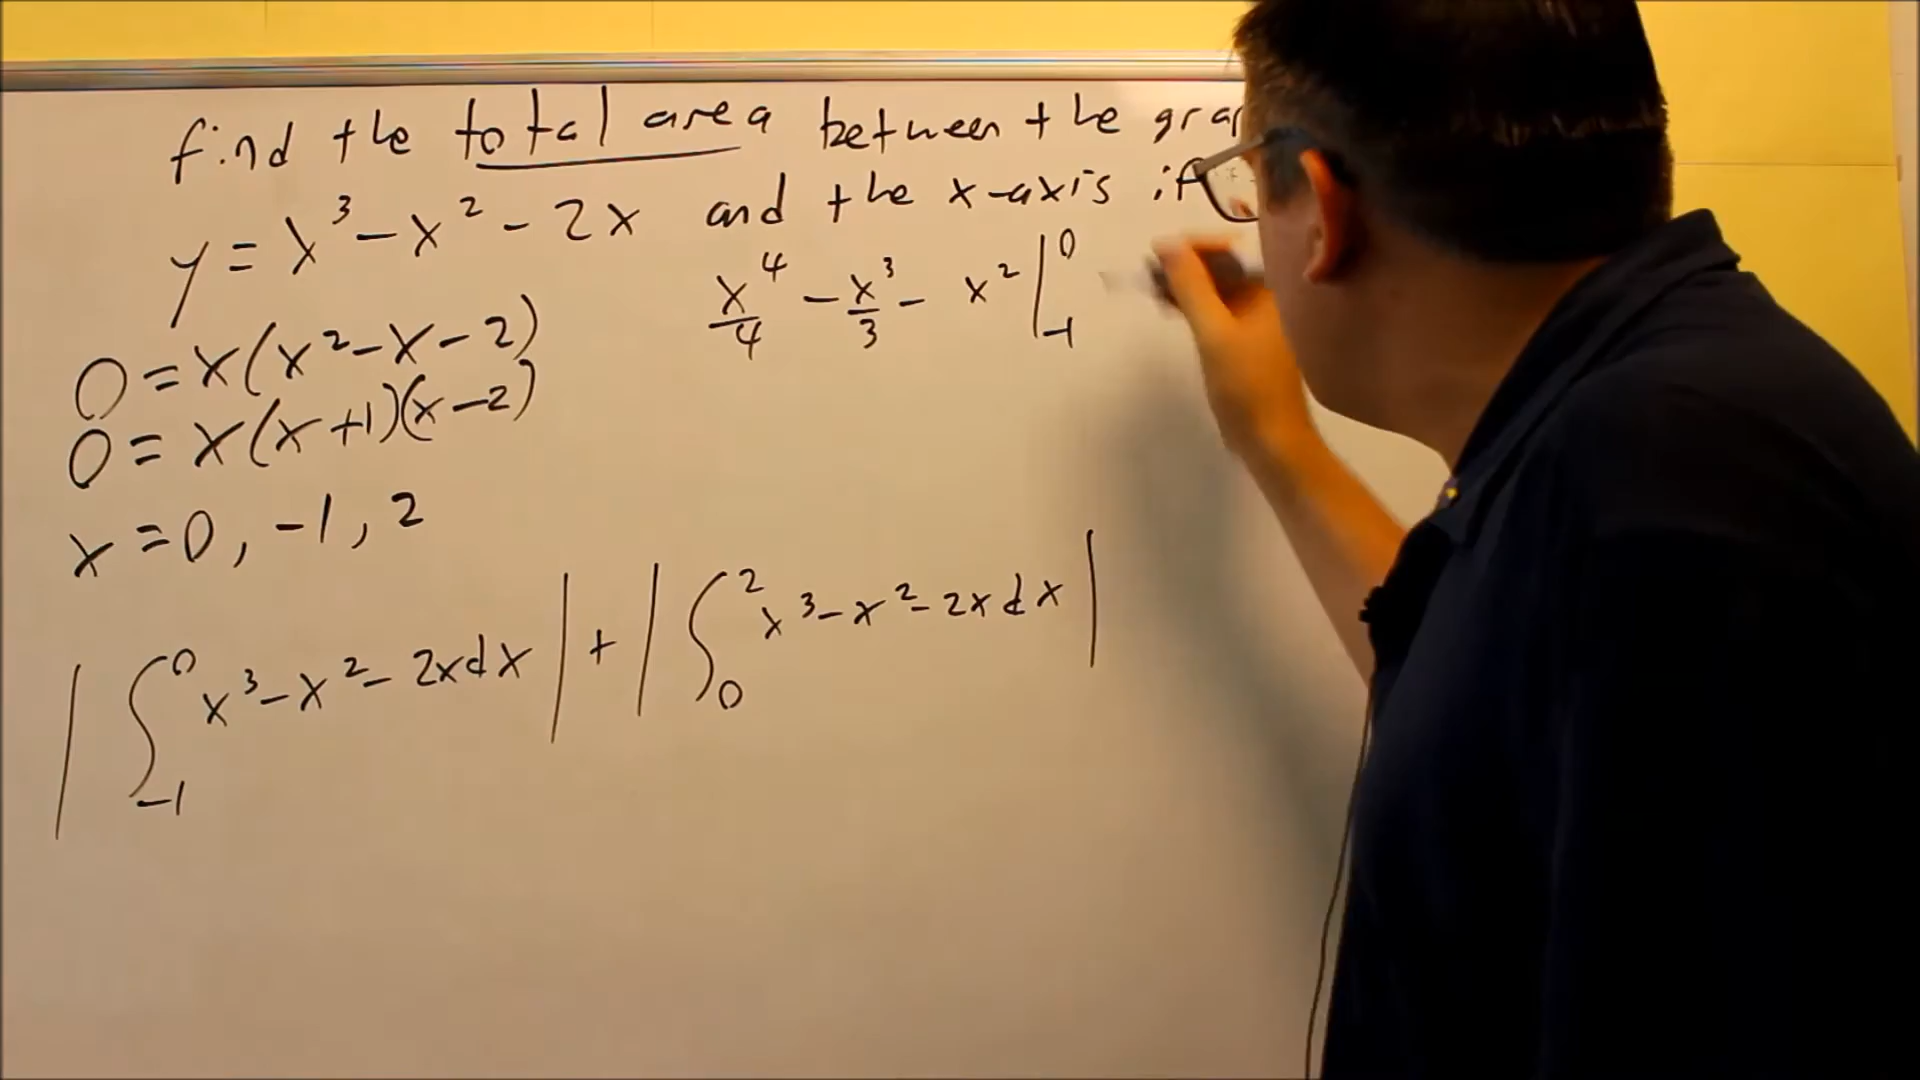 find the total area between the
y = x³ - x² - 2x and the x-axis if
x⁴/4 - x³/3 - x² |₋₁⁰
0 = x(x² - x - 2)
0 = x(x + 1)(x - 2)
x = 0, -1, 2
|∫₋₁⁰ x³ - x² - 2x dx| + |∫₀² x³ - x² - 2x dx|